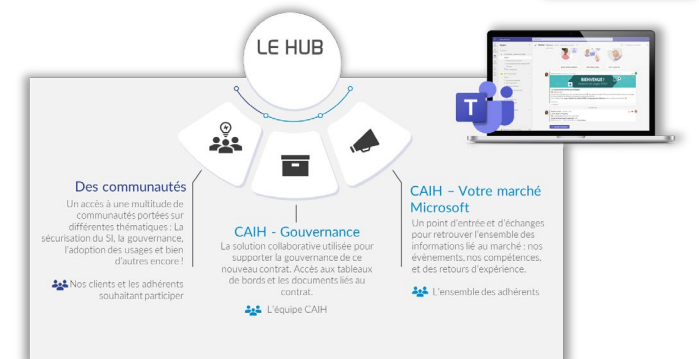 LE HUB
BIENVENUE !
T
Des communautés
Un accès à une multitude de
communautés portées sur
différentes thématiques : La
sécurisation du SI, la gouvernance,
l'adoption des usages et bien
d'autres encore !
Nos clients et les adhérents
souhaitant participer
CAIH - Gouvernance
La solution collaborative utilisée pour
supporter la gouvernance de ce
nouveau contrat. Accès aux tableaux
de bords et les documents liés au
contrat.
L'équipe CAIH
CAIH – Votre marché
Microsoft
Un point d'entrée et d'échanges
pour retrouver l'ensemble des
informations lié au marché : nos
évènements, nos compétences,
et des retours d'expérience.
L'ensemble des adhérents